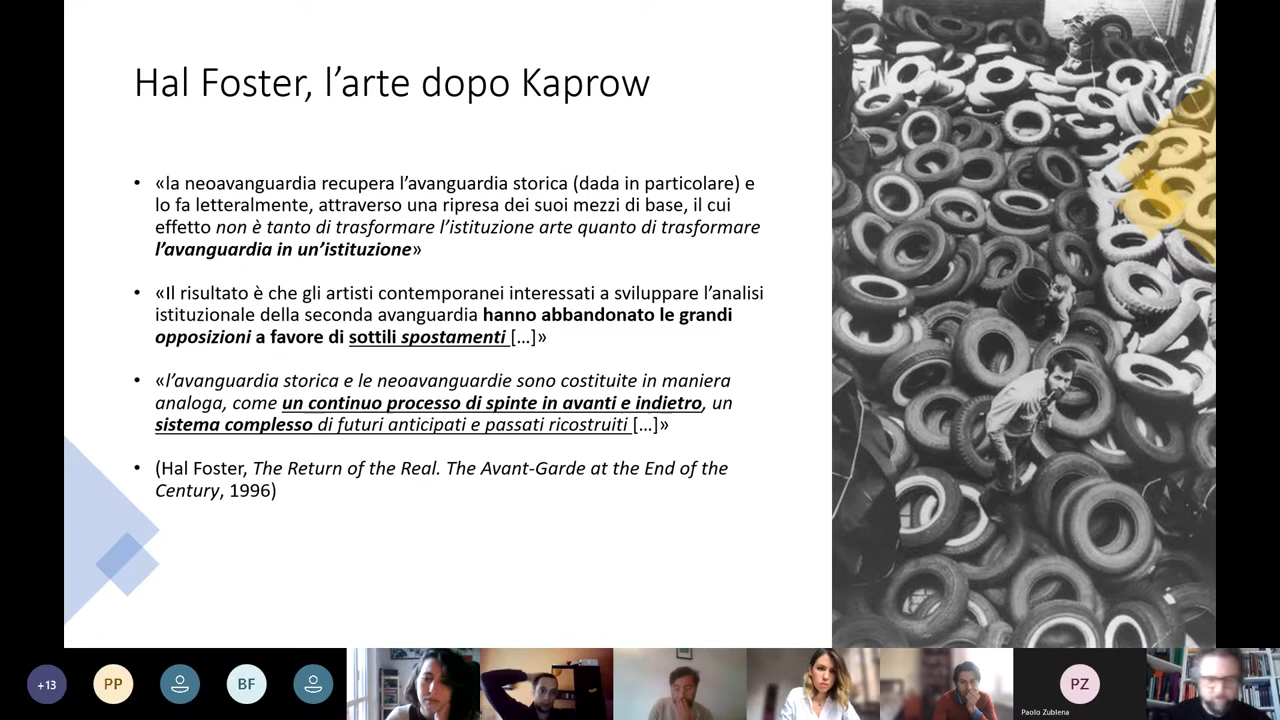 Hal Foster, l’arte dopo Kaprow
• «la neoavanguardia recupera l’avanguardia storica (dada in particolare) e
lo fa letteralmente, attraverso una ripresa dei suoi mezzi di base, il cui
effetto non è tanto di trasformare l’istituzione arte quanto di trasformare
l’avanguardia in un’istituzione»
• «Il risultato è che gli artisti contemporanei interessati a sviluppare l’analisi
istituzionale della seconda avanguardia hanno abbandonato le grandi
opposizioni a favore di sottili spostamenti […]»
• «l’avanguardia storica e le neoavanguardie sono costituite in maniera
analoga, come un continuo processo di spinte in avanti e indietro, un
sistema complesso di futuri anticipati e passati ricostruiti […]»
• (Hal Foster, The Return of the Real. The Avant-Garde at the End of the
Century, 1996)
+13
PP
BF
PZ
Paolo Zublena